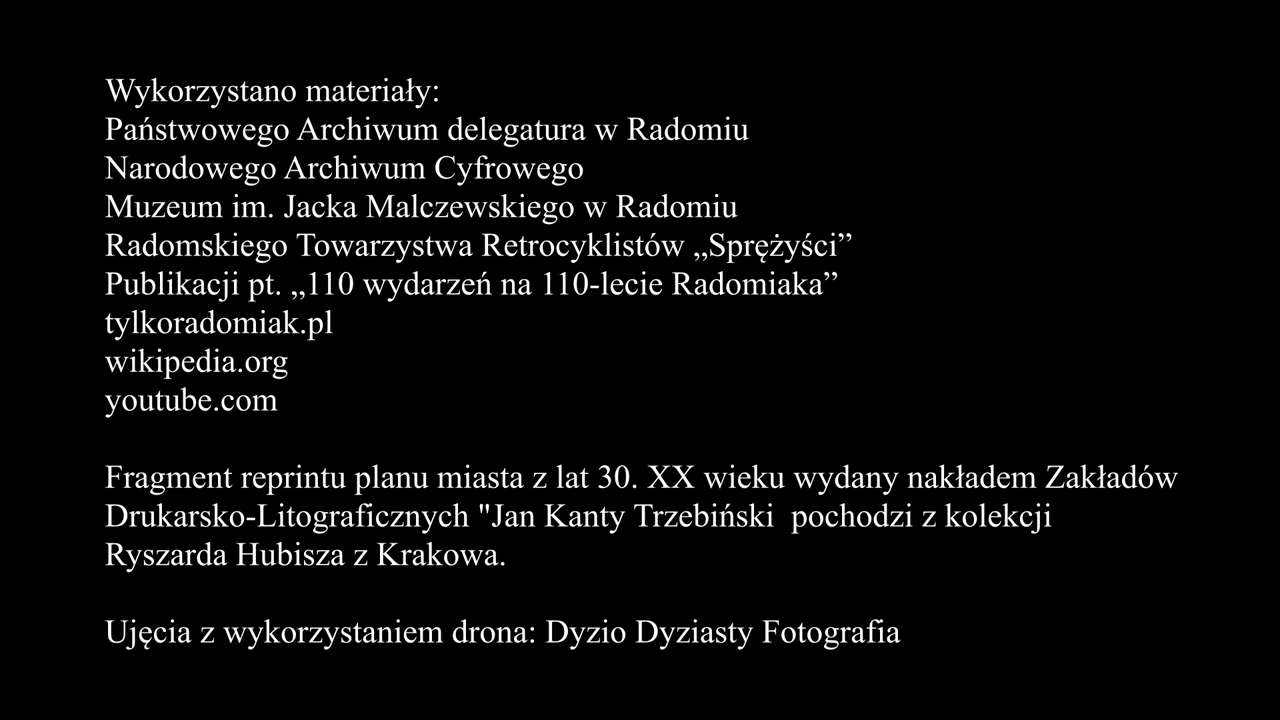 Wykorzystano materiały:
Państwowego Archiwum delegatura w Radomiu
Narodowego Archiwum Cyfrowego
Muzeum im. Jacka Malczewskiego w Radomiu
Radomskiego Towarzystwa Retrocyklistów „Sprężyści”
Publikacji pt. „110 wydarzeń na 110-lecie Radomiaka”
tylkoradomiak.pl
wikipedia.org
youtube.com
Fragment reprintu planu miasta z lat 30. XX wieku wydany nakładem Zakładów
Drukarsko-Litograficznych "Jan Kanty Trzebiński  pochodzi z kolekcji
Ryszarda Hubisza z Krakowa.
Ujęcia z wykorzystaniem drona: Dyzio Dyziasty Fotografia